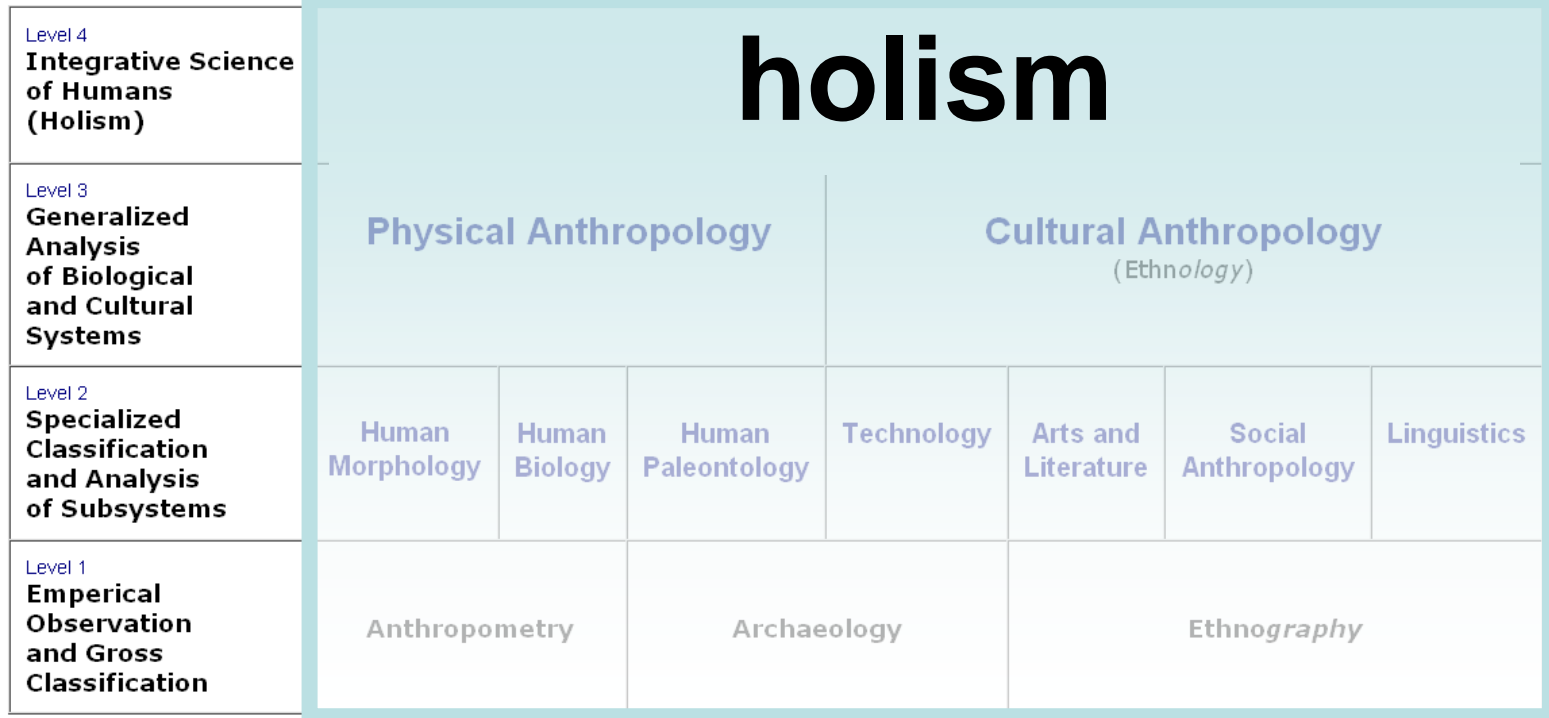 Level 4
Integrative Science
of Humans
(Holism)
holism
Level 3
Generalized
Analysis
of Biological
and Cultural
Systems
Physical Anthropology
Cultural Anthropology
(Ethnology)
Level 2
Specialized
Classification
and Analysis
of Subsystems
Human
Morphology
Human
Biology
Human
Paleontology
Technology
Arts and
Literature
Social
Anthropology
Linguistics
Level 1
Emperical
Observation
and Gross
Classification
Anthropometry
Archaeology
Ethnography